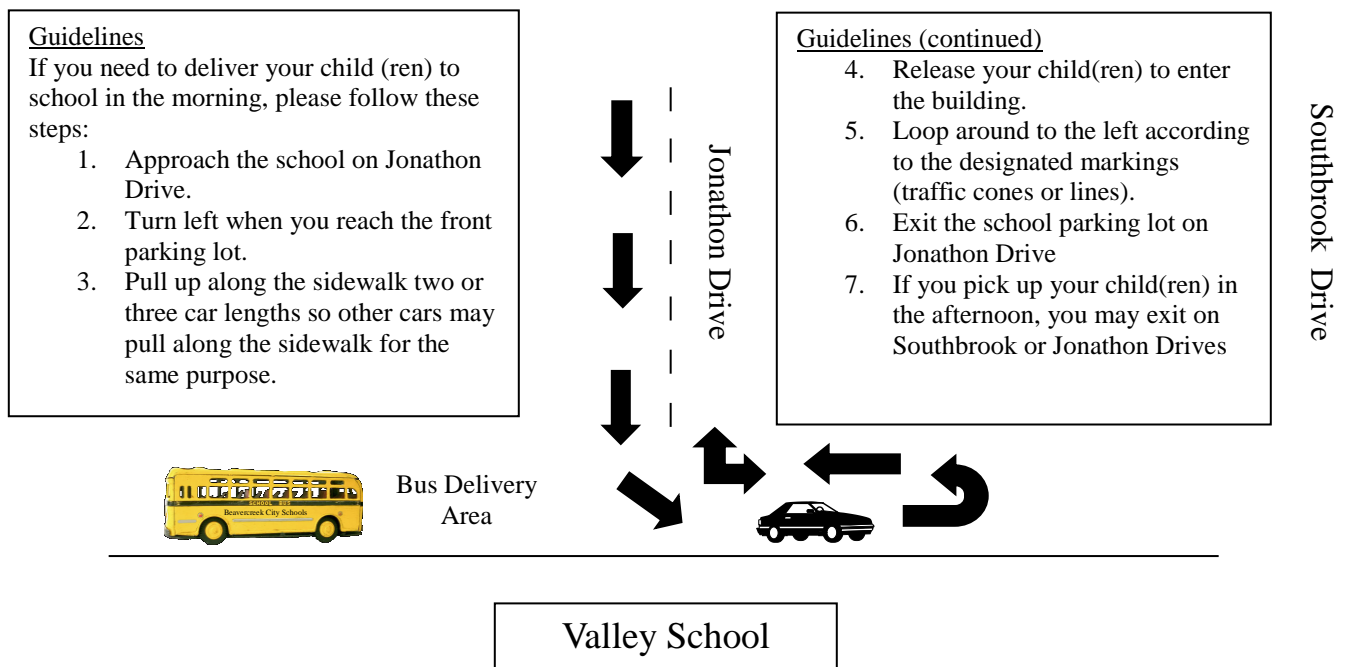 Guidelines
If you need to deliver your child (ren) to
school in the morning, please follow these
steps:
1. Approach the school on Jonathon
Drive.
2. Turn left when you reach the front
parking lot.
3. Pull up along the sidewalk two or
three car lengths so other cars may
pull along the sidewalk for the
same purpose.
Guidelines (continued)
4. Release your child(ren) to enter
the building.
5. Loop around to the left according
to the designated markings
(traffic cones or lines).
6. Exit the school parking lot on
Jonathon Drive
7. If you pick up your child(ren) in
the afternoon, you may exit on
Southbrook or Jonathon Drives
Jonathon Drive
Southbrook Drive
SCHOOL BUS
Beavercreek City Schools
Bus Delivery
Area
Valley School